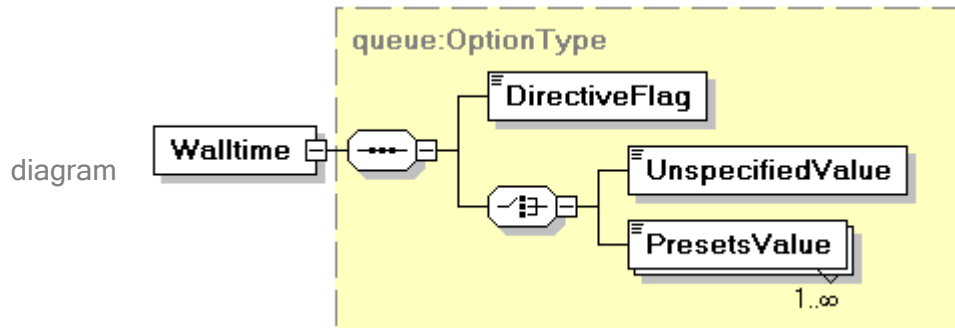 queue:OptionType
DirectiveFlag
Walltime
diagram
UnspecifiedValue
PresetsValue
1..∞